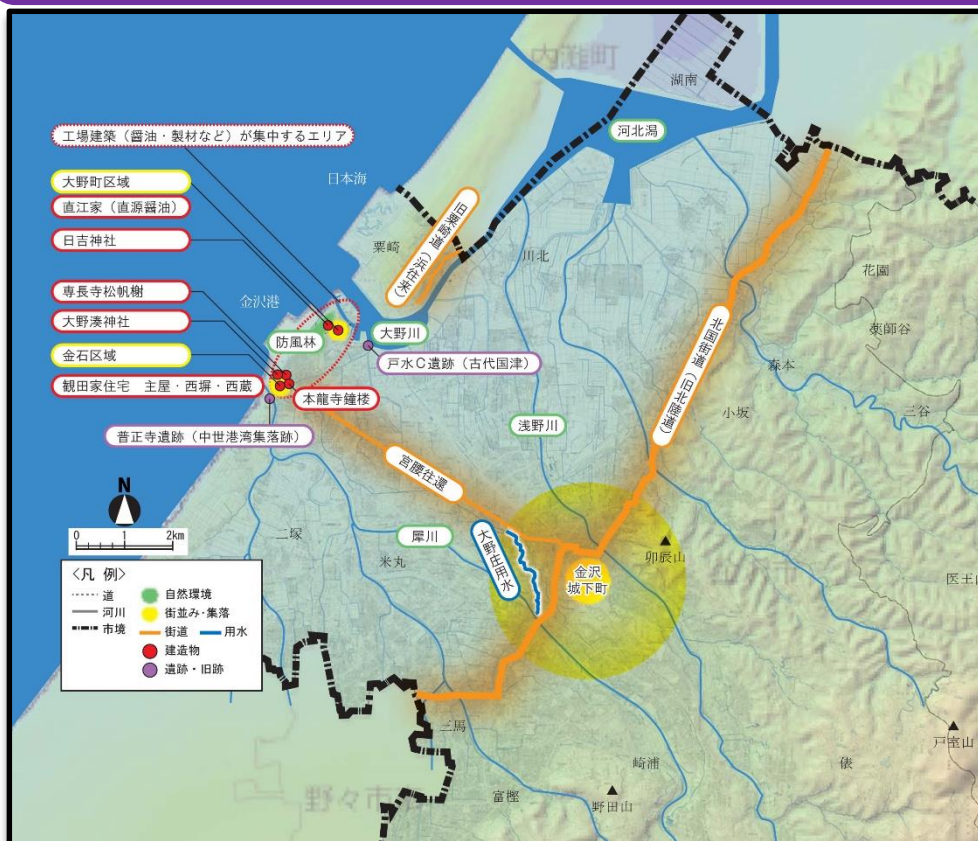 内灘町
湖南
河北潟
工場建築（醤油・製材など）が集中するエリア
日本海
大野町区域
直江家（直源醤油）
旧粟崎道（浜往来）
粟崎
川北
日吉神社
花園
薬師谷
専長寺松帆榭
金沢港
大野川
北国街道（旧北陸道）
大野湊神社
防風林
戸水C遺跡（古代国津）
森本
金石区域
観田家住宅 主屋・西塀・西蔵
本龍寺鐘楼
小坂
三谷
浅野川
普正寺遺跡（中世港湾集落跡）
宮腰往還
N
0 1 2km
二塚
犀川
米丸
大野庄用水
卯辰山
金沢
城下町
医王山
〈凡 例〉
道
自然環境
河川
街並み・集落
市境
街道
用水
建造物
遺跡・旧跡
三馬
戸室山
崎浦
俵
野々市
富樫
野田山